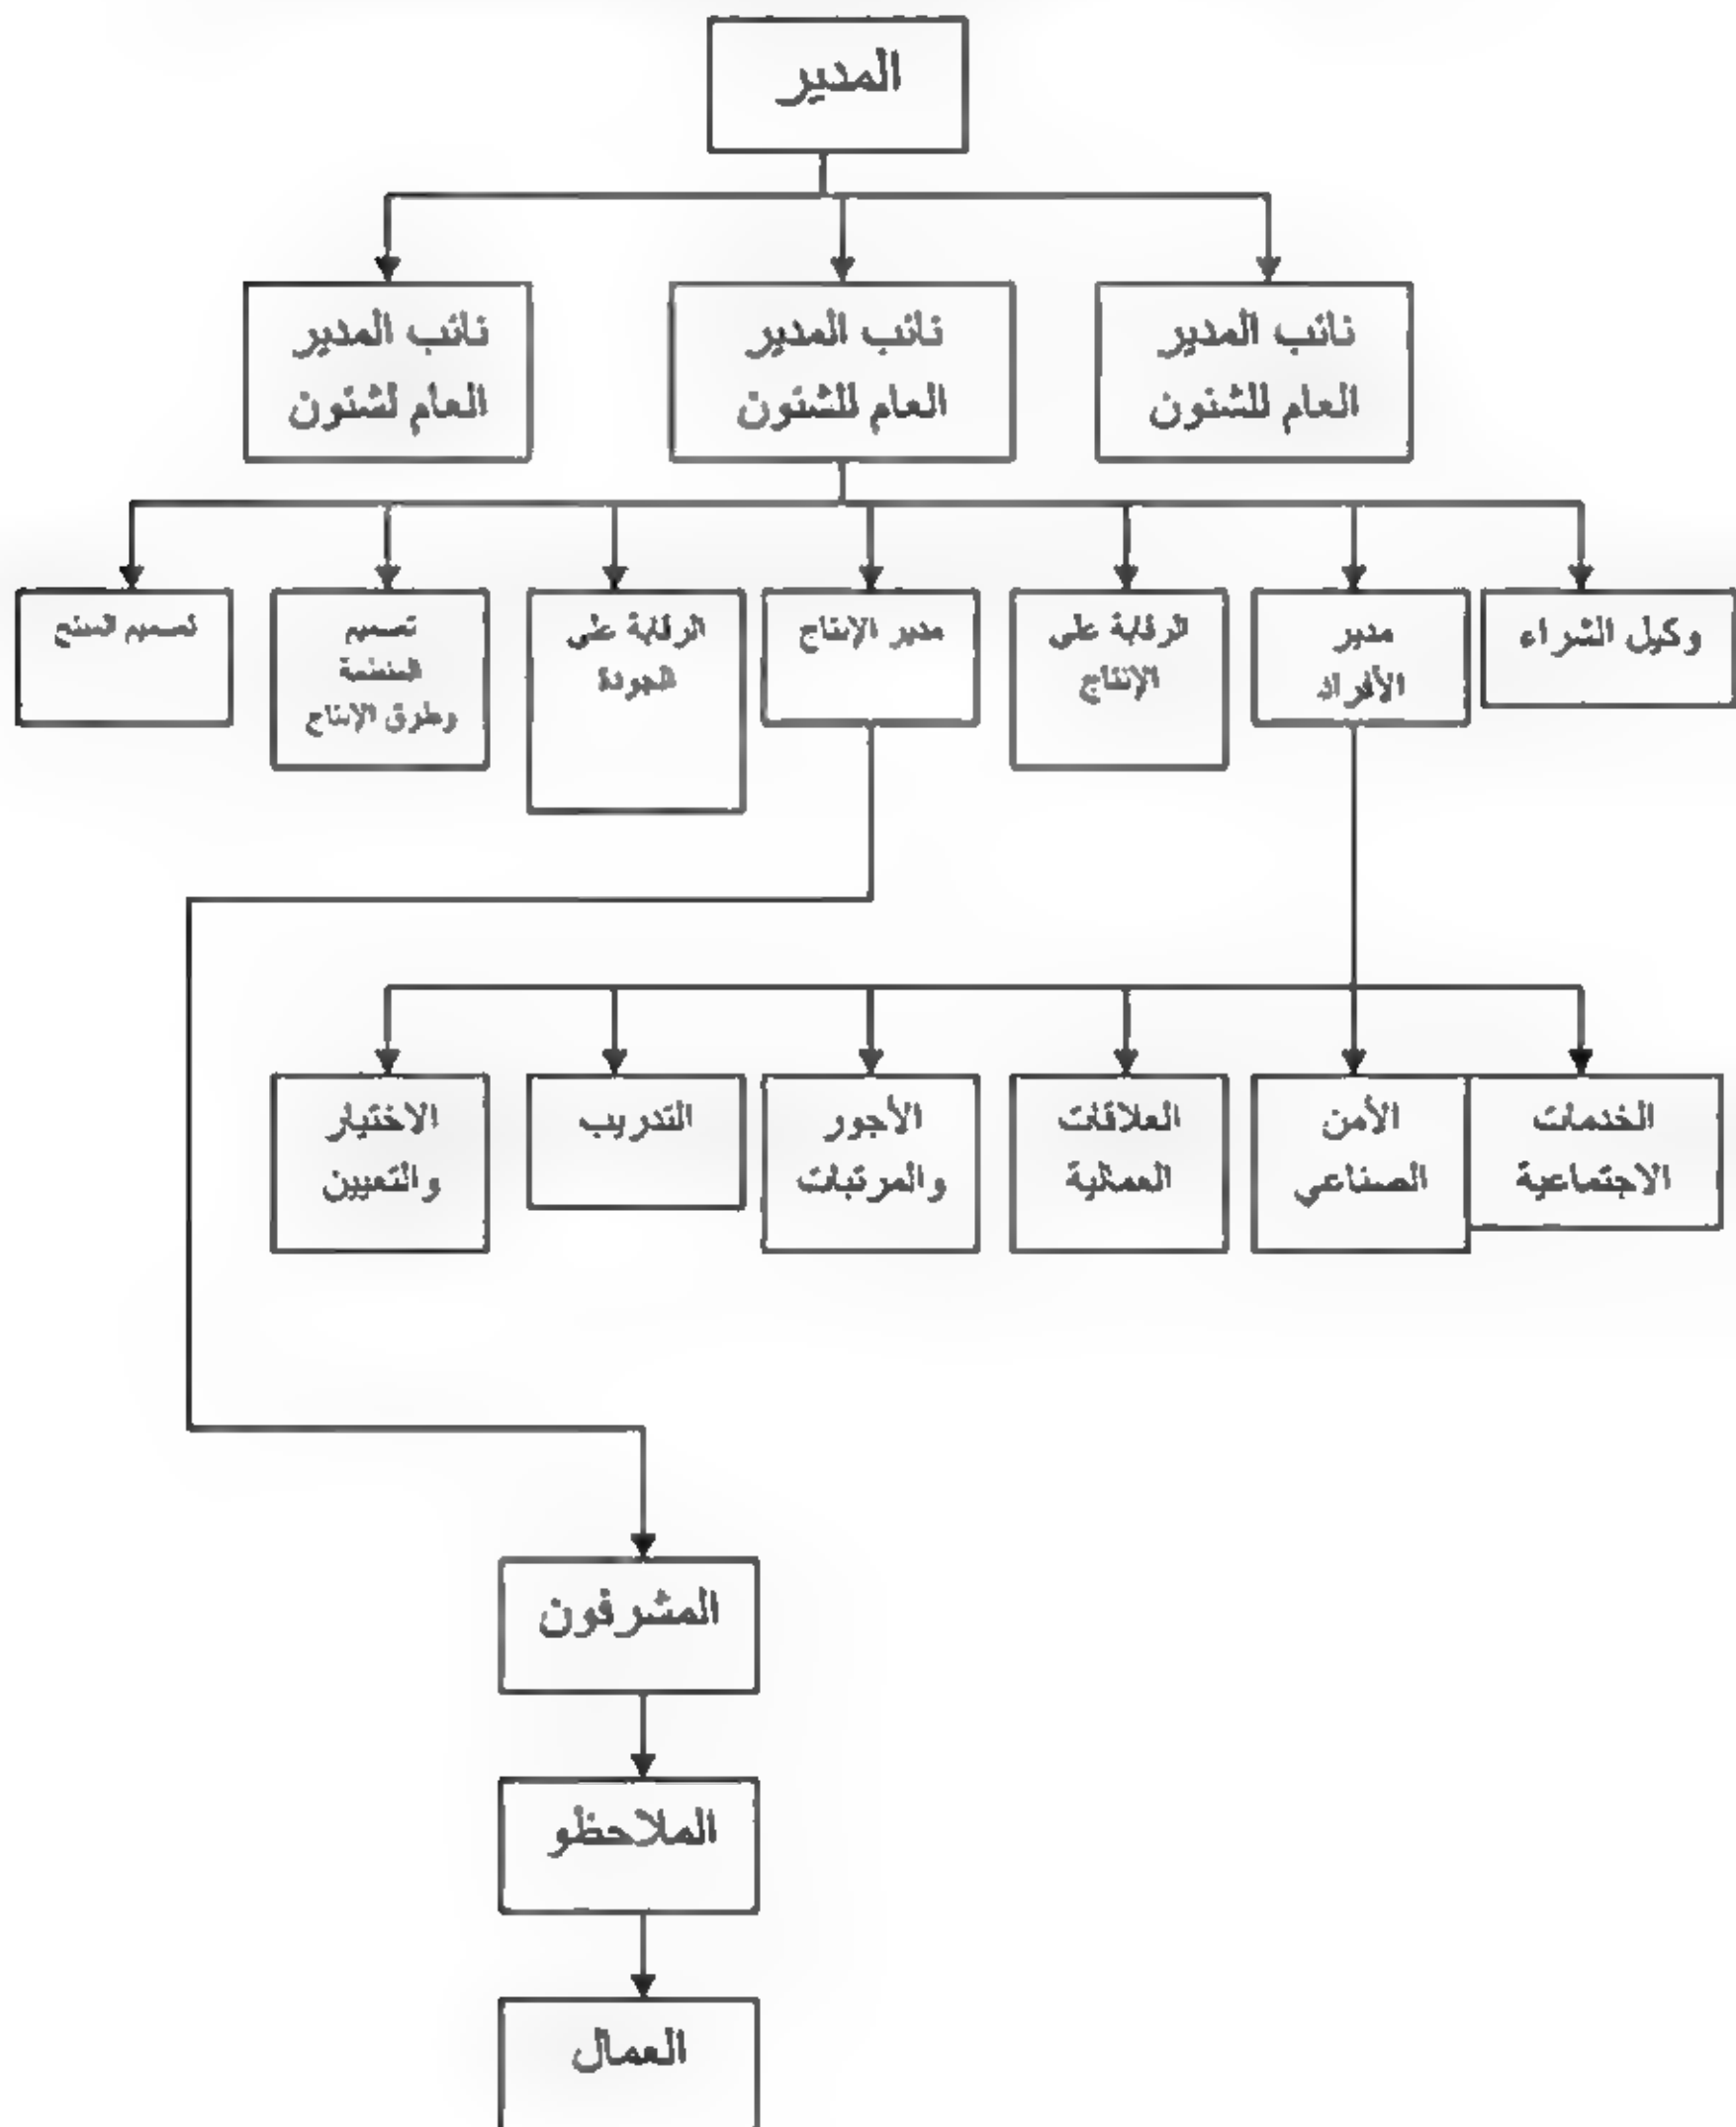 المدير
نائب المدير
العام للشئون
نائب المدير
العام للشئون
نائب المدير
العام لشئون
وكيل الشراء
مدير
الأفراد
الرقابة على
الإنتاج
مدير الإنتاج
الرقابة على
الجودة
تصميم
وطرق الإنتاج
تصميم المنتج
الخدمات
الاجتماعية
الأمن
الصناعي
العلاقات
العمالية
الأجور
والمرتبات
التدريب
الاختيار
والتعيين
المشرفون
الملاحظو
العمال